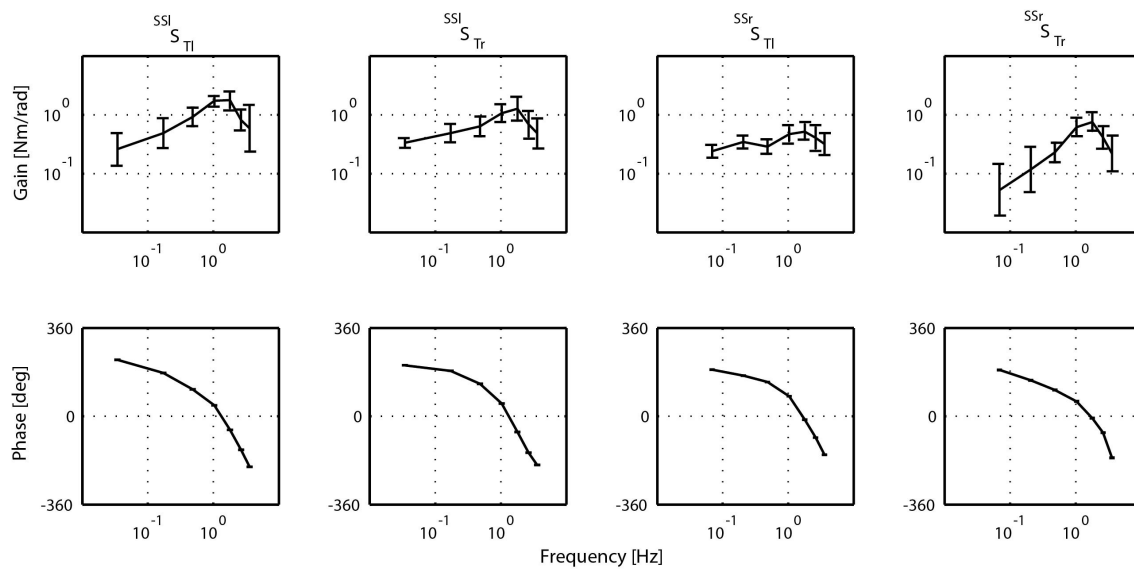 SSl SSl SSr SSr
S Tl S Tr S Tl S Tr
Gain [Nm/rad]
10^0 10^0 10^0 10^0
10^-1 10^-1 10^-1 10^-1
10^-1 10^0 10^-1 10^0 10^-1 10^0 10^-1 10^0
Phase [deg]
360 360 360 360
0 0 0 0
-360 -360 -360 -360
10^-1 10^0 10^-1 10^0 10^-1 10^0 10^-1 10^0
Frequency [Hz]